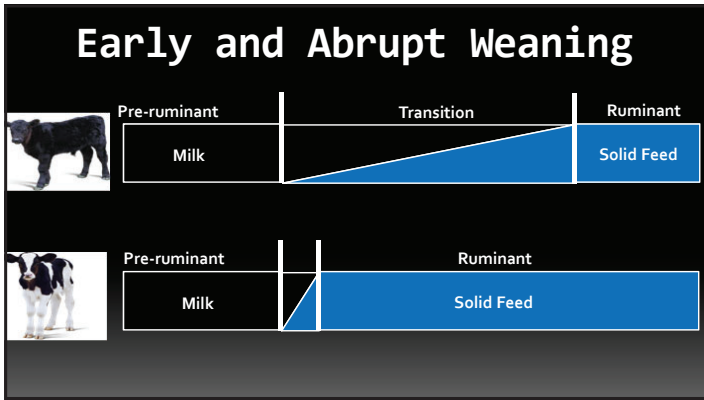 Early and Abrupt Weaning
Pre-ruminant
Transition
Ruminant
Milk
Solid Feed
Pre-ruminant
Ruminant
Milk
Solid Feed